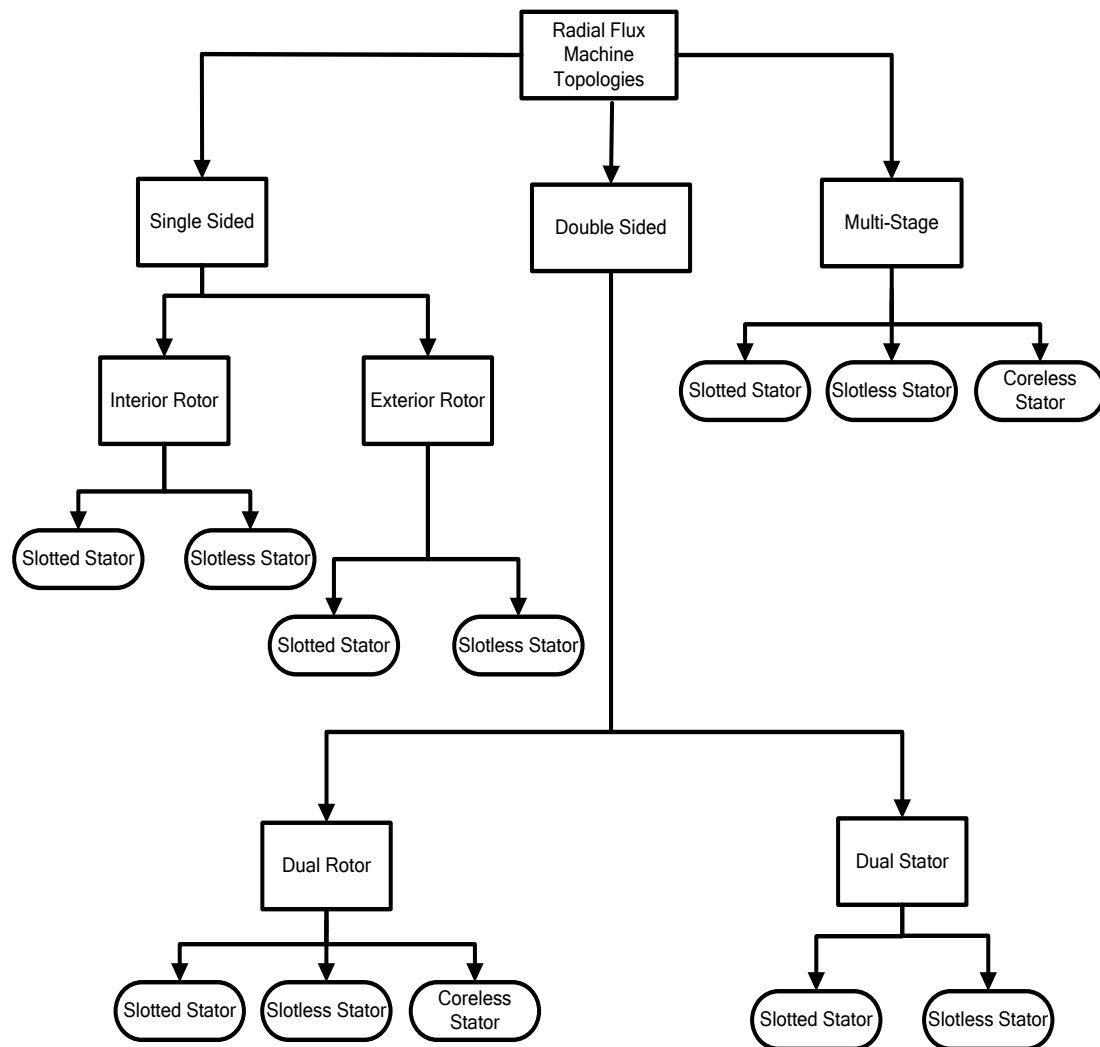 Radial Flux
Machine
Topologies
Single Sided
Double Sided
Multi-Stage
Interior Rotor
Exterior Rotor
Slotted Stator
Slotless Stator
Coreless
Stator
Slotted Stator
Slotless Stator
Slotted Stator
Slotless Stator
Dual Rotor
Dual Stator
Slotted Stator
Slotless Stator
Coreless
Stator
Slotted Stator
Slotless Stator